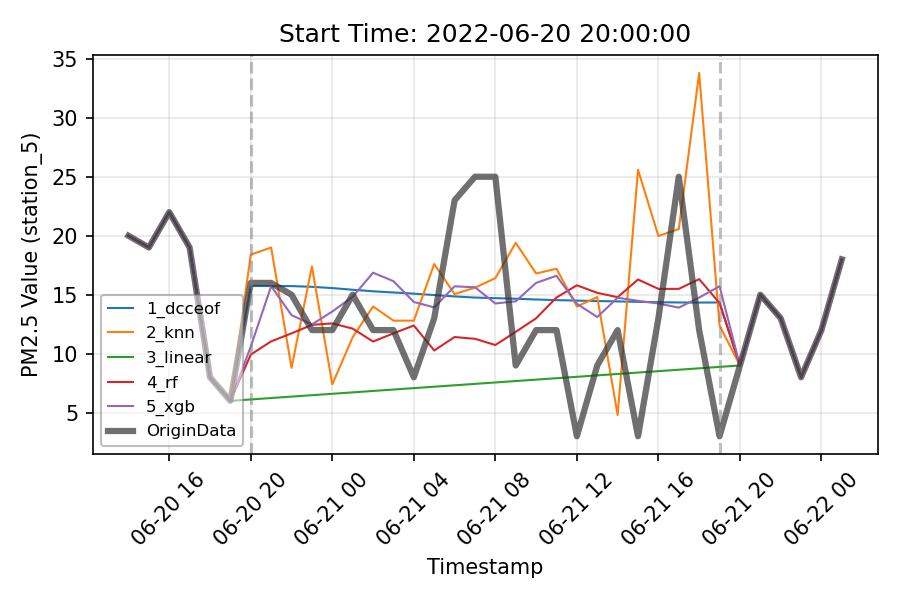 Start Time: 2022-06-20 20:00:00
PM2.5 Value (station_5)
35
30
25
20
15
10
5
1_dcceof
2_knn
3_linear
4_rf
5_xgb
OriginData
06-20 16
06-20 20
06-21 00
06-21 04
06-21 08
06-21 12
06-21 16
06-21 20
06-22 00
Timestamp